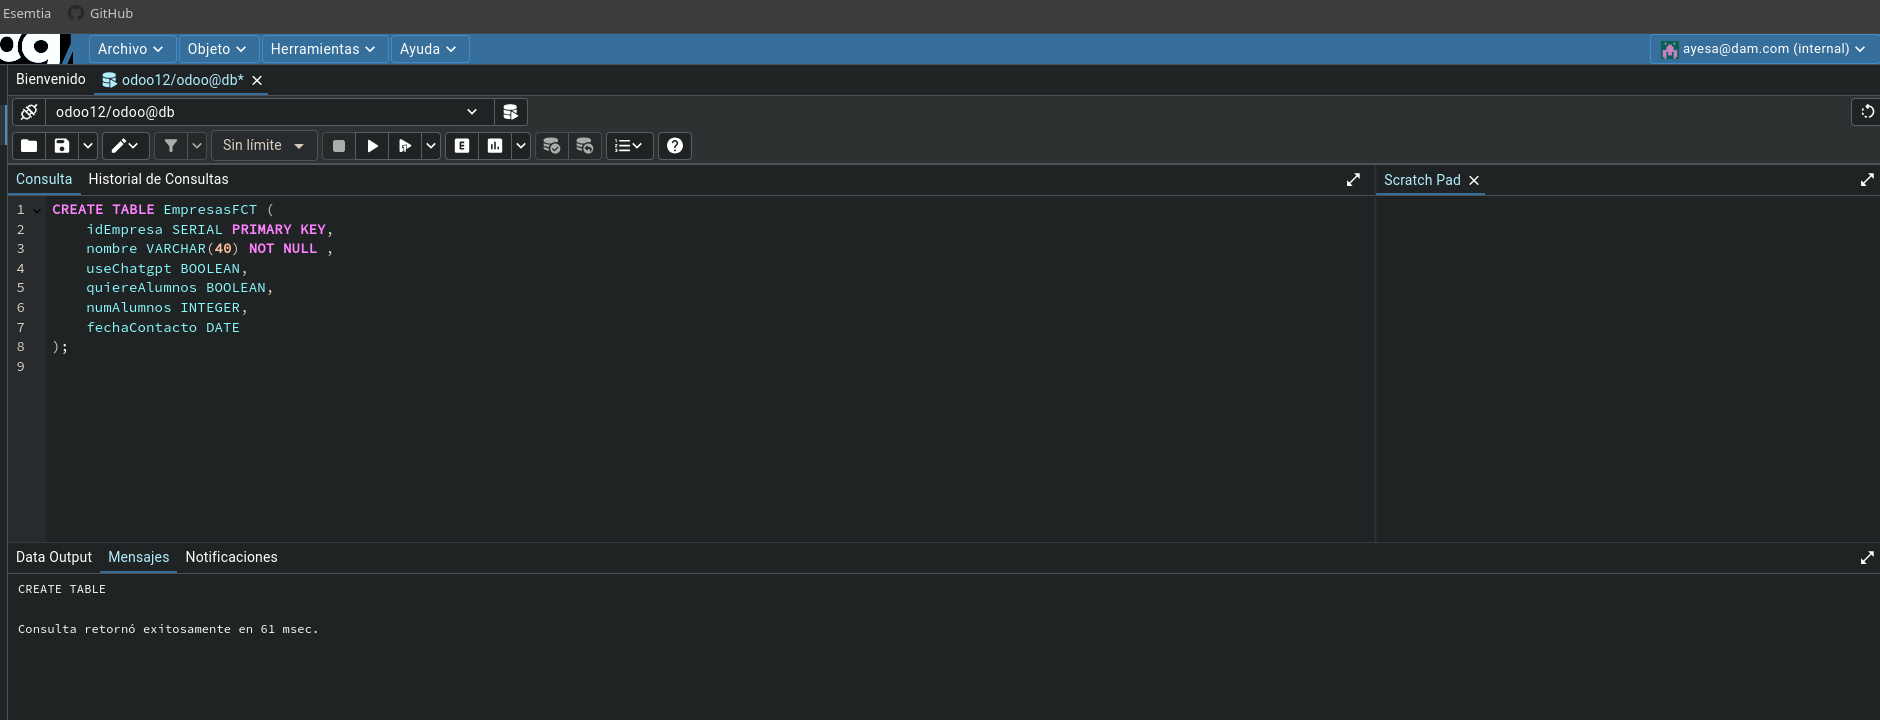 Esemtia GitHub
Archivo Objeto Herramientas Ayuda ayesa@dam.com (internal)
Bienvenido odoo12/odoo@db*
odoo12/odoo@db
Sin límite E
Consulta Historial de Consultas Scratch Pad
1 CREATE TABLE EmpresasFCT (
2 idEmpresa SERIAL PRIMARY KEY,
3 nombre VARCHAR(40) NOT NULL ,
4 useChatgpt BOOLEAN,
5 quiereAlumnos BOOLEAN,
6 numAlumnos INTEGER,
7 fechaContacto DATE
8 );
9
Data Output Mensajes Notificaciones
CREATE TABLE
Consulta retornó exitosamente en 61 msec.